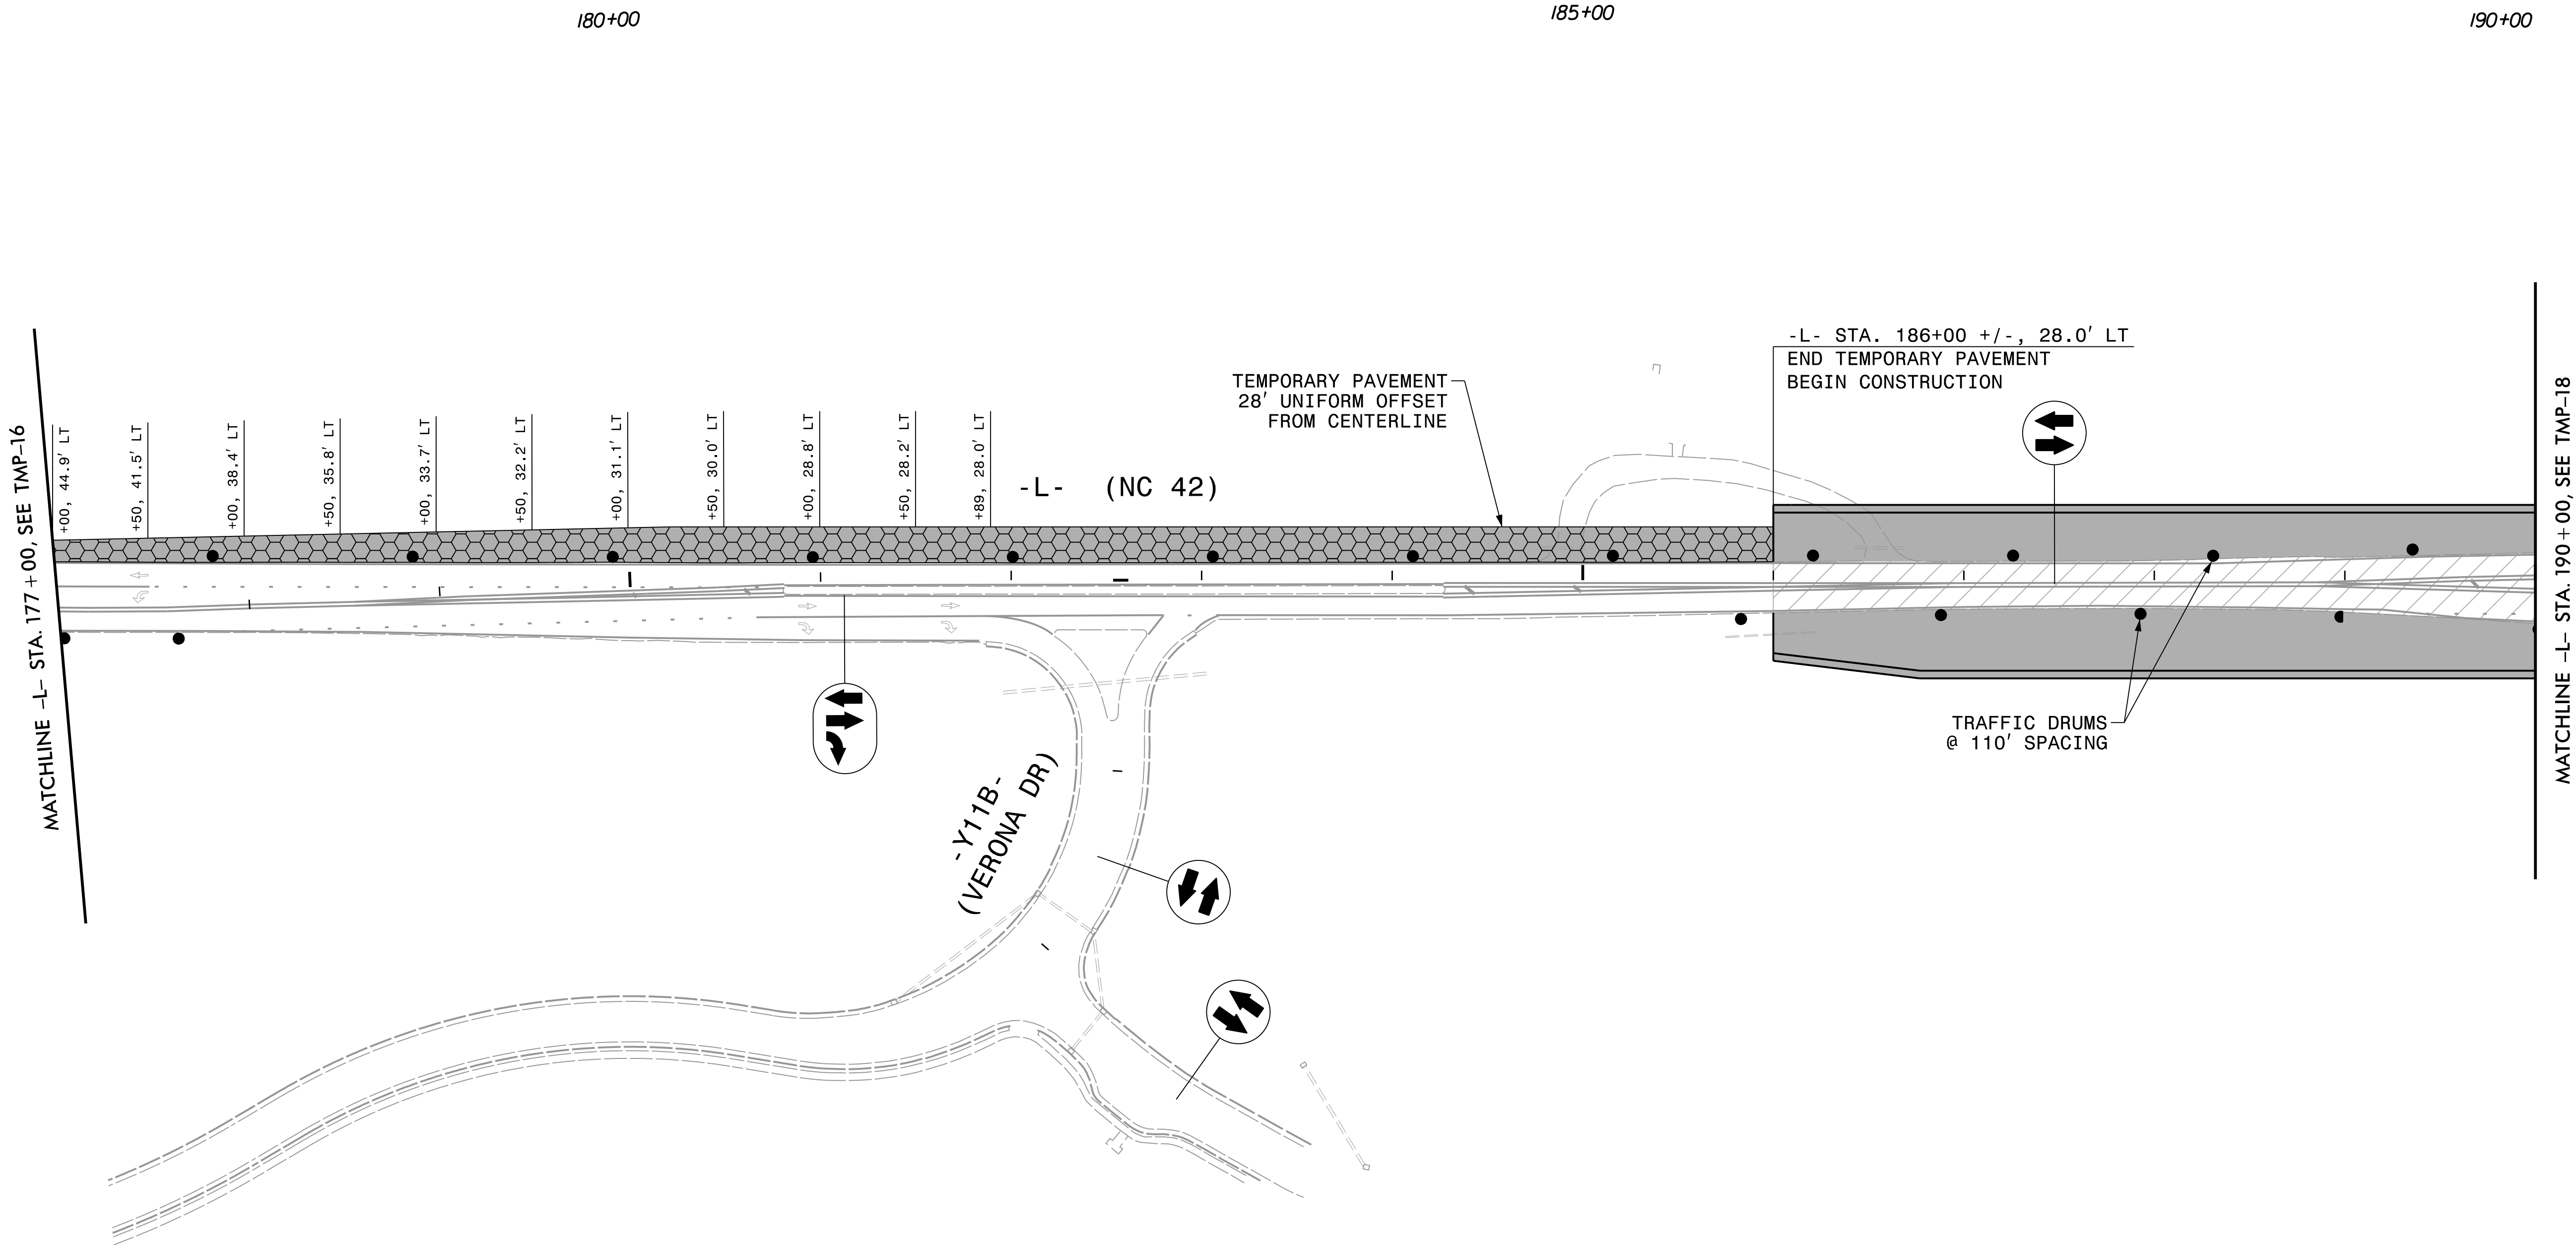 180+00
185+00
190+00
MATCHLINE -L- STA. 177+00, SEE TMP-16
+00, 44.9' LT
+50, 41.5' LT
+00, 38.4' LT
+50, 35.8' LT
+00, 33.7' LT
+50, 32.2' LT
+00, 31.1' LT
+50, 30.0' LT
+00, 28.8' LT
+50, 28.2' LT
+89, 28.0' LT
-L- (NC 42)
TEMPORARY PAVEMENT
28' UNIFORM OFFSET
FROM CENTERLINE
-L- STA. 186+00 +/-, 28.0' LT
END TEMPORARY PAVEMENT
BEGIN CONSTRUCTION
MATCHLINE -L- STA. 190+00, SEE TMP-18
TRAFFIC DRUMS
@ 110' SPACING
-Y11B-
(VERONA DR)